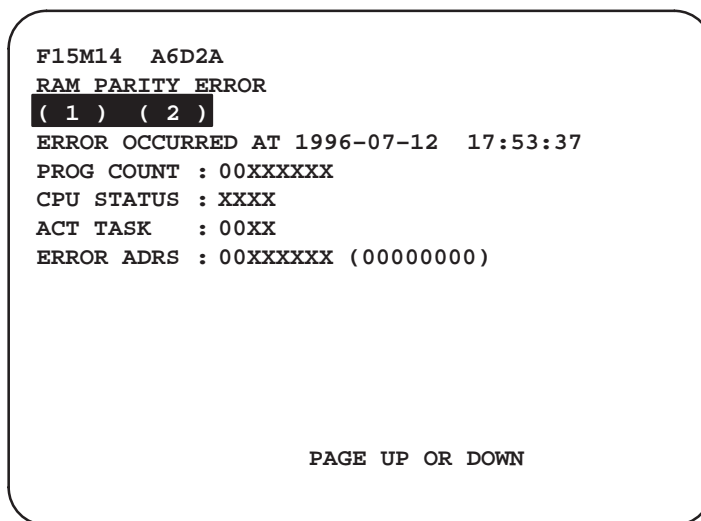 F15M14 A6D2A
RAM PARITY ERROR
( 1 ) ( 2 )
ERROR OCCURRED AT 1996–07–12 17:53:37
PROG COUNT : 00XXXXXX
CPU STATUS : XXXX
ACT TASK : 00XX
ERROR ADRS : 00XXXXXX (00000000)
PAGE UP OR DOWN